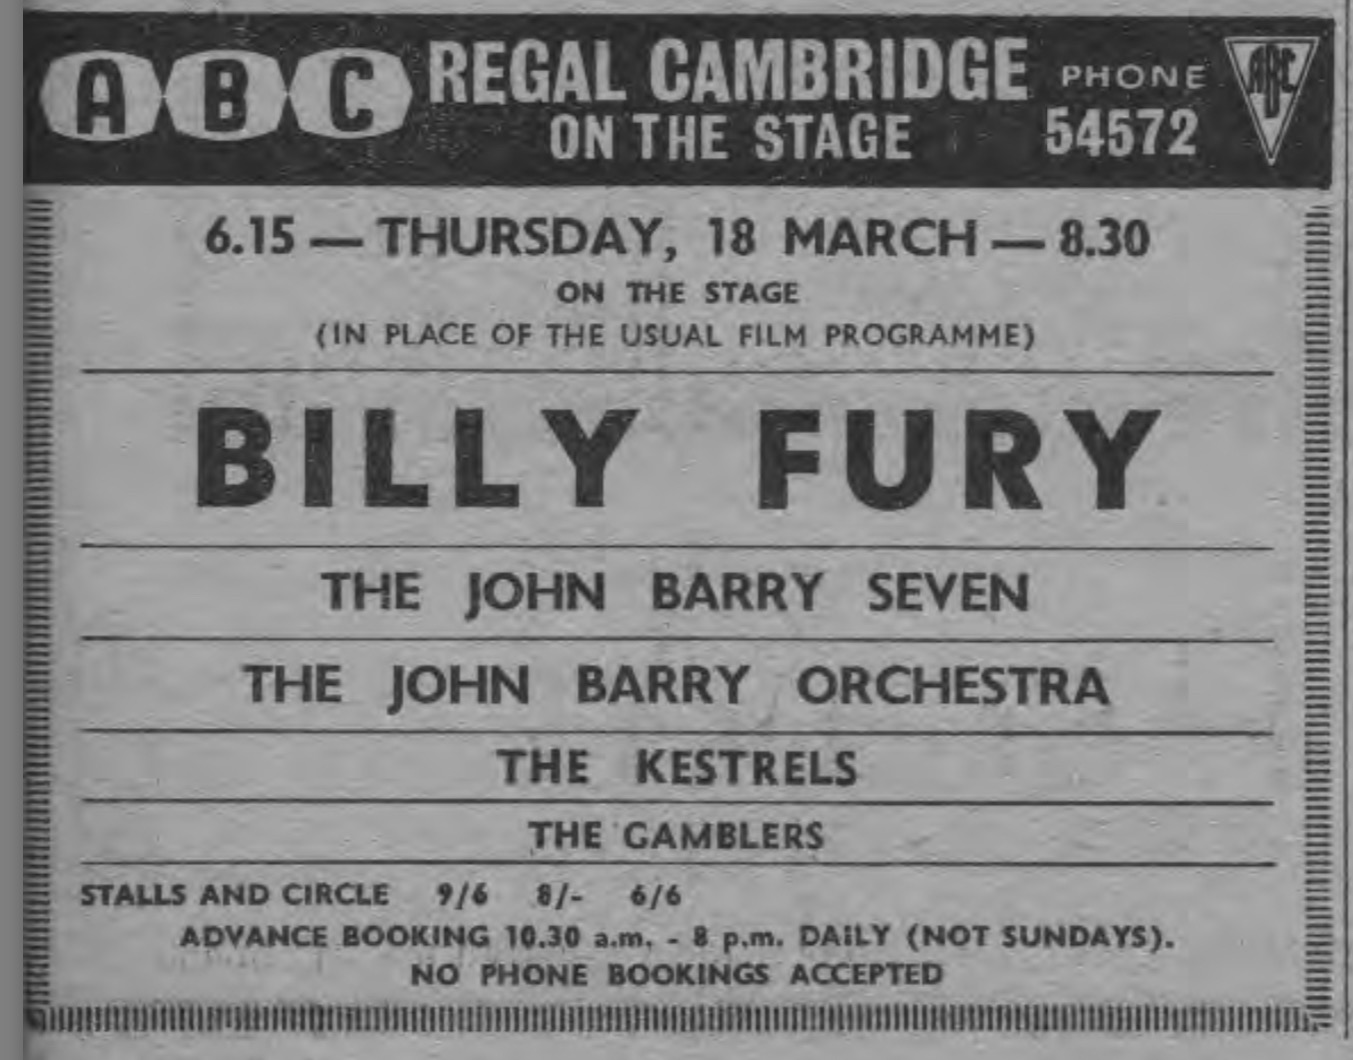 ABC REGAL CAMBRIDGE PHONE ABC
ON THE STAGE 54572
6.15 — THURSDAY, 18 MARCH — 8.30
ON THE STAGE
(IN PLACE OF THE USUAL FILM PROGRAMME)
BILLY FURY
THE JOHN BARRY SEVEN
THE JOHN BARRY ORCHESTRA
THE KESTRELS
THE GAMBLERS
STALLS AND CIRCLE 9/6 8/- 6/6
ADVANCE BOOKING 10.30 a.m. - 8 p.m. DAILY (NOT SUNDAYS).
NO PHONE BOOKINGS ACCEPTED